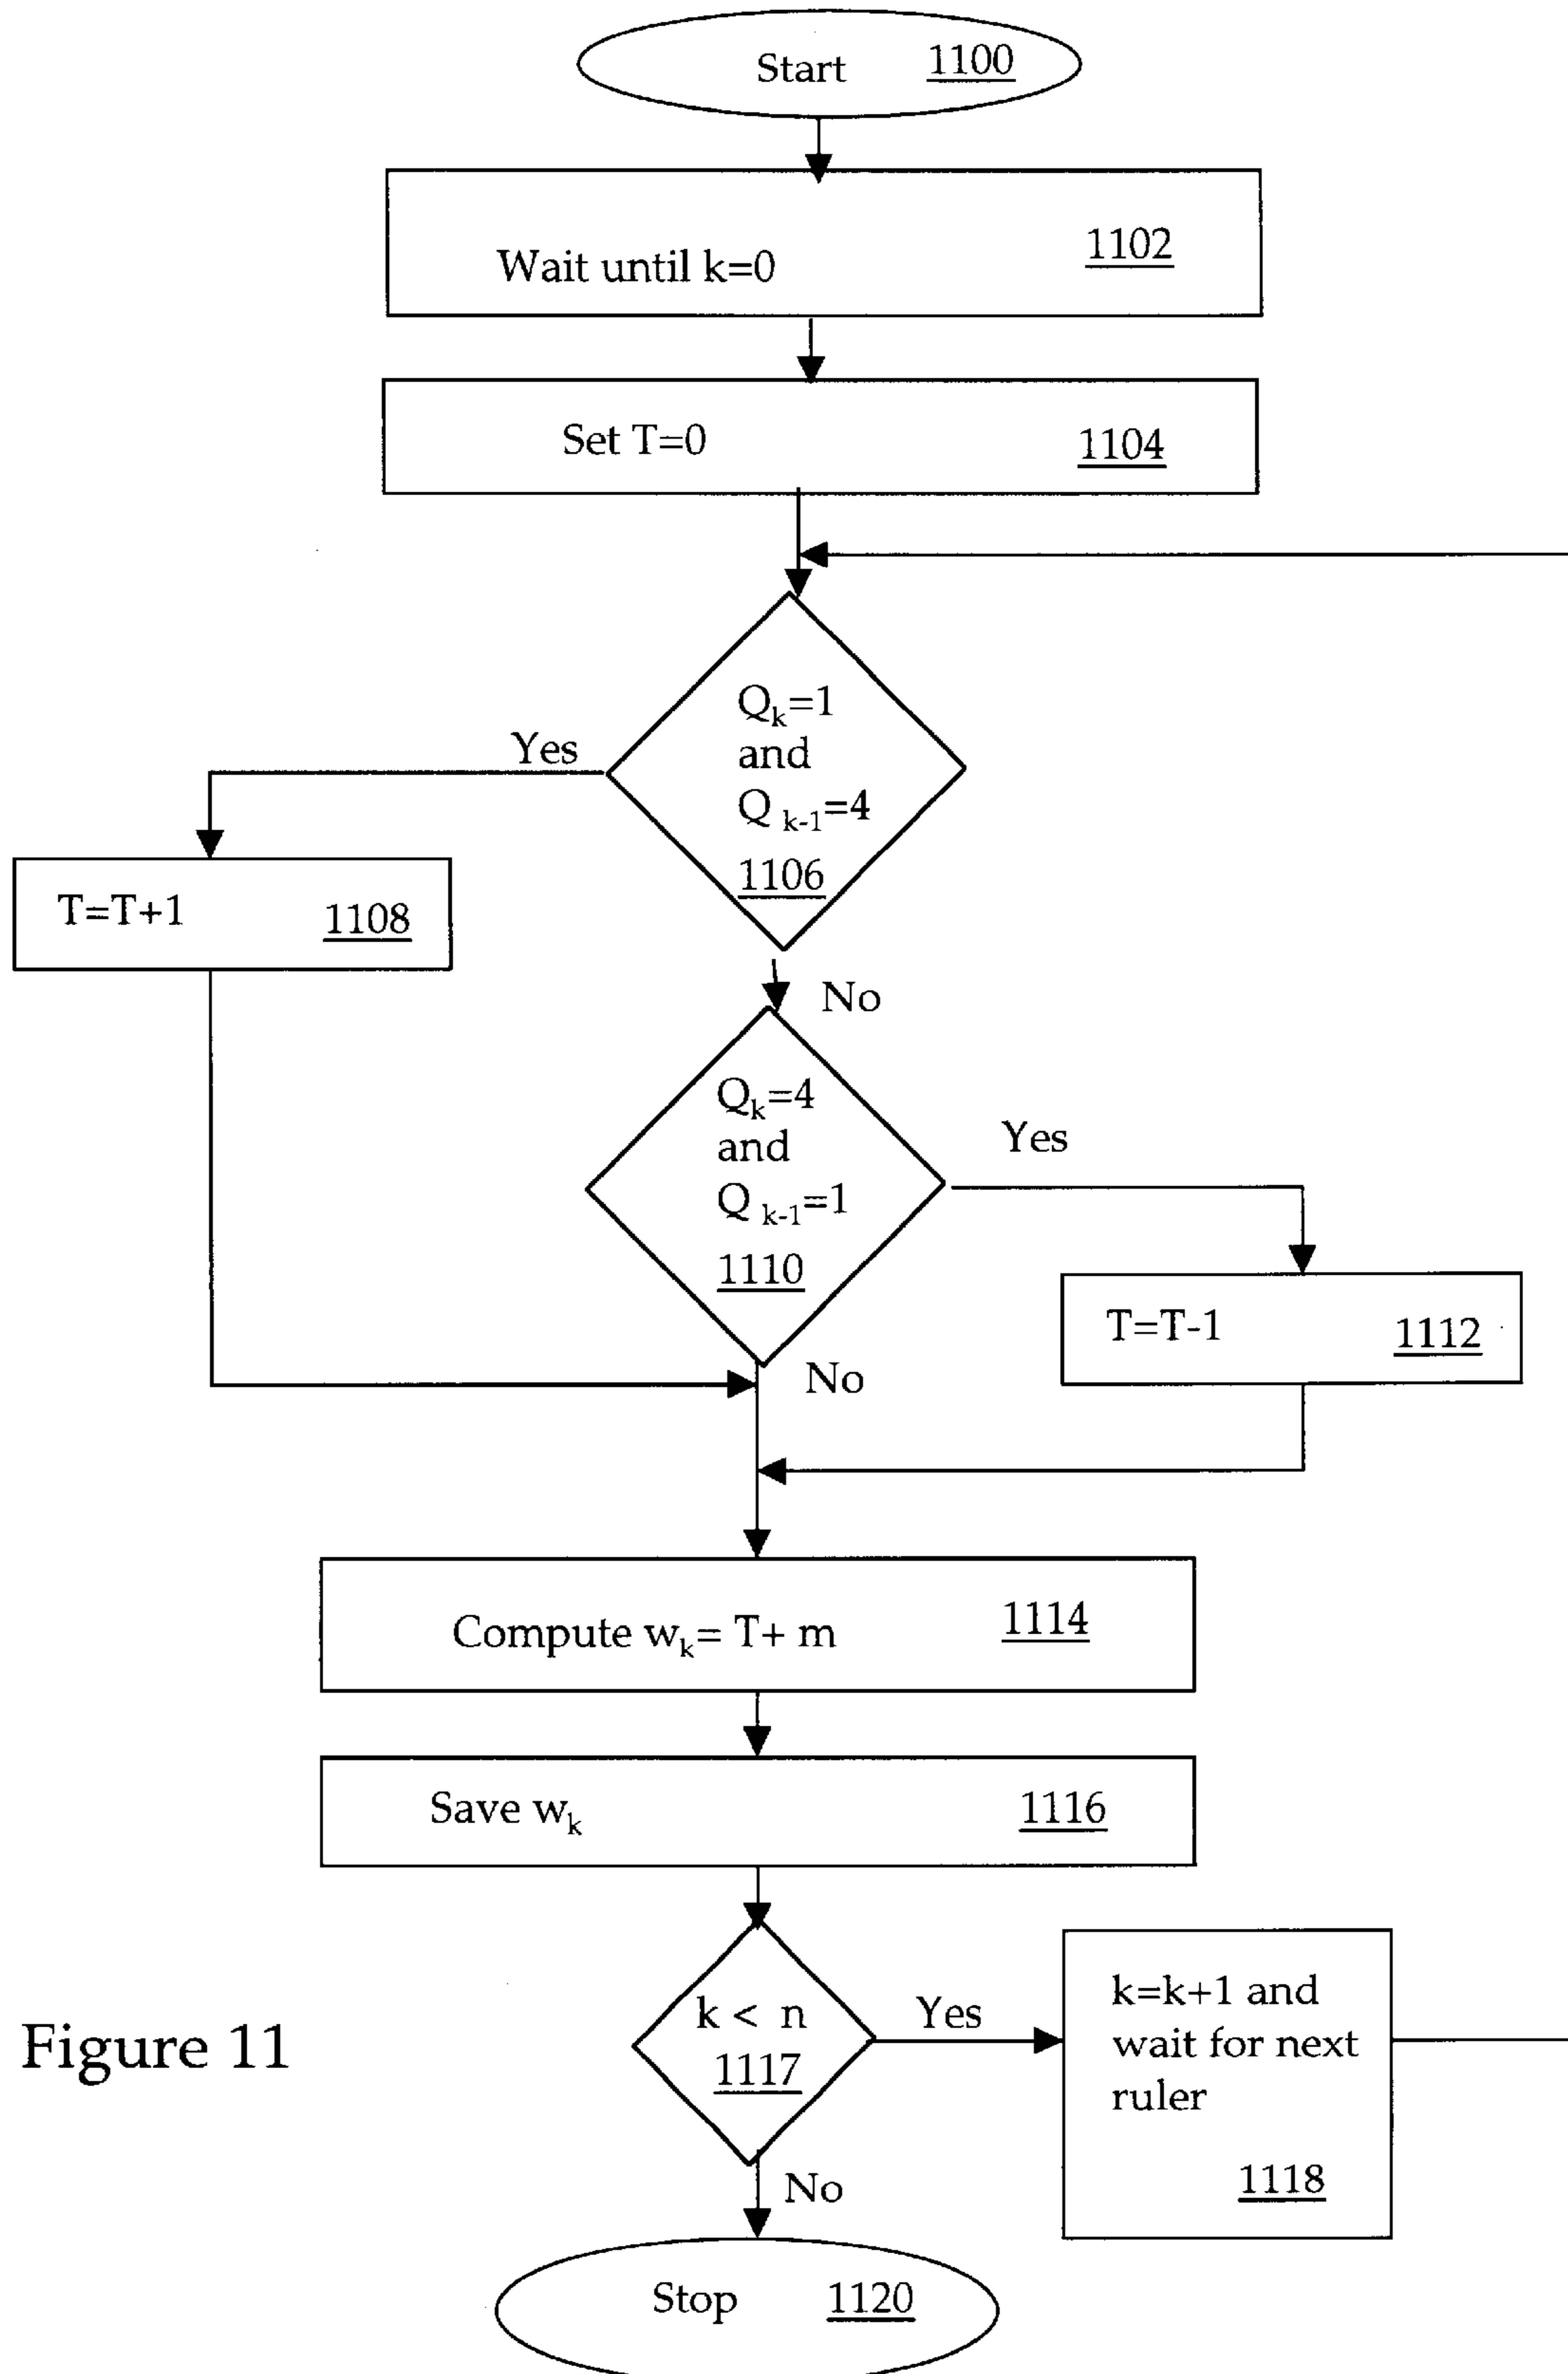 Start 1100
Wait until k=0 1102
Set T=0 1104
Qk=1
and
Q k-1=4
1106
Yes
T=T+1 1108
No
Qk=4
and
Q k-1=1
1110
Yes
T=T-1 1112
No
Compute wk= T+ m 1114
Save wk 1116
k < n
1117
Yes
k=k+1 and
wait for next
ruler
1118
No
Stop 1120
Figure 11